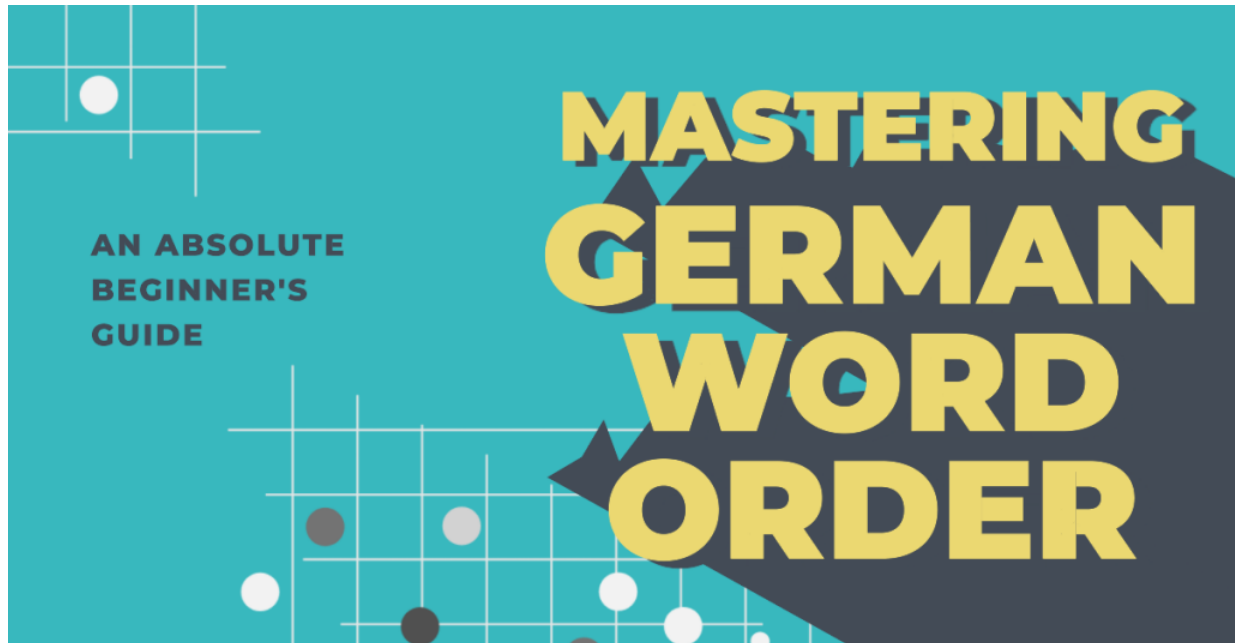 MASTERING
GERMAN
WORD
ORDER
AN ABSOLUTE
BEGINNER'S
GUIDE